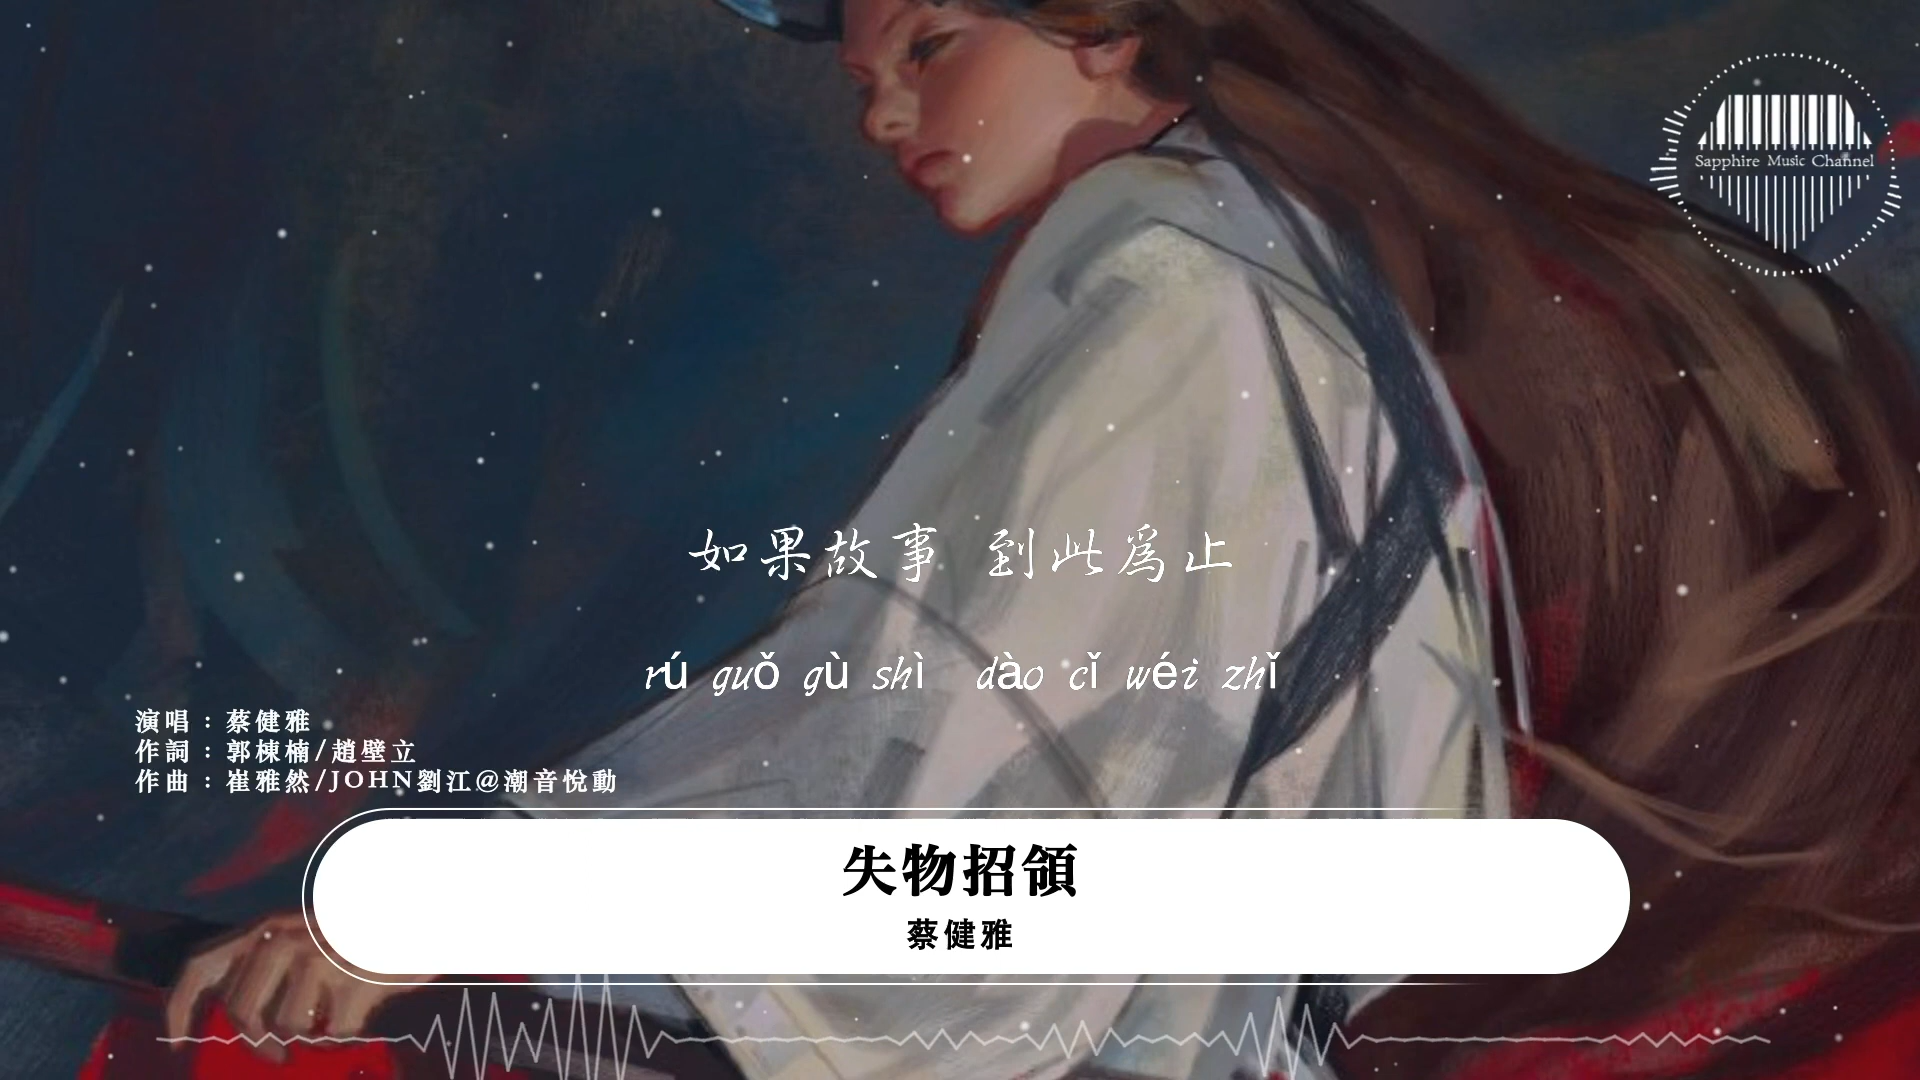 Sapphire Music Channel
如果故事 到此爲止
rú guǒ gù shì dào cǐ wéi zhǐ
演唱：蔡健雅
作詞：郭棟楠/趙壁立
作曲：崔雅然/JOHN劉江@潮音悅動
失物招領
蔡健雅